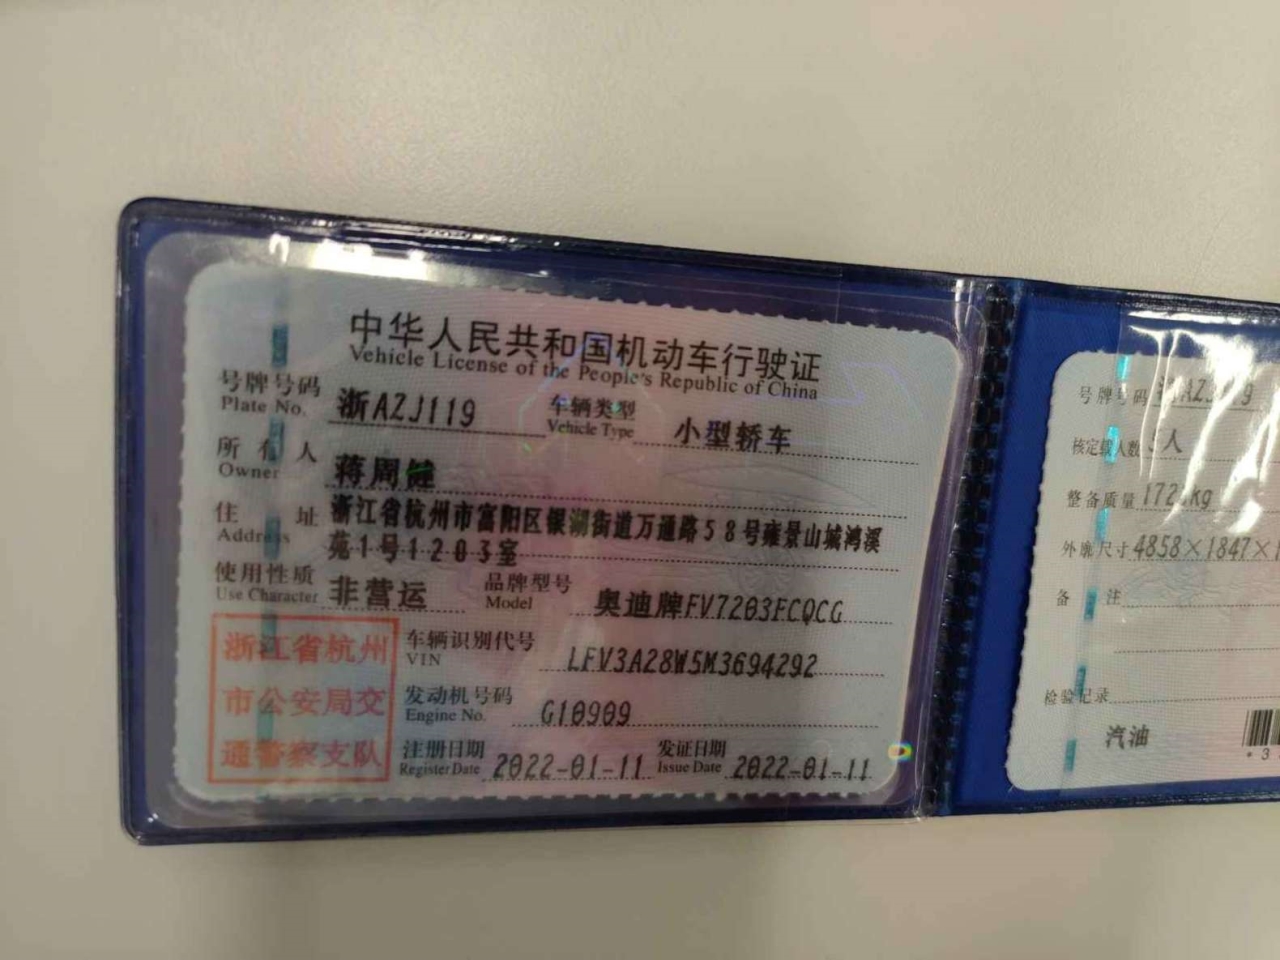 中华人民共和国机动车行驶证
Vehicle License of the People's Republic of China
号牌号码 浙AZJ119 车辆类型 小型轿车
Plate No. Vehicle Type
所有人 蒋周
Owner
住址 浙江省杭州市富阳区银湖街道万通路58号雍景山城鸿溪
Address 苑1号1203室
使用性质 非营运 品牌型号 奥迪牌FV7203FCQCG
Use Character Model
浙江省杭州
市公安局交
通警察支队
车辆识别代号 LFV3A28W5M3694292
VIN
发动机号码 G10909
Engine No.
注册日期 2022-01-11 发证日期 2022-01-11
Register Date Issue Date
号牌号码
核定载人数 5人
整备质量
外廓尺寸 4858×1847×1
备注
检验记录
汽油